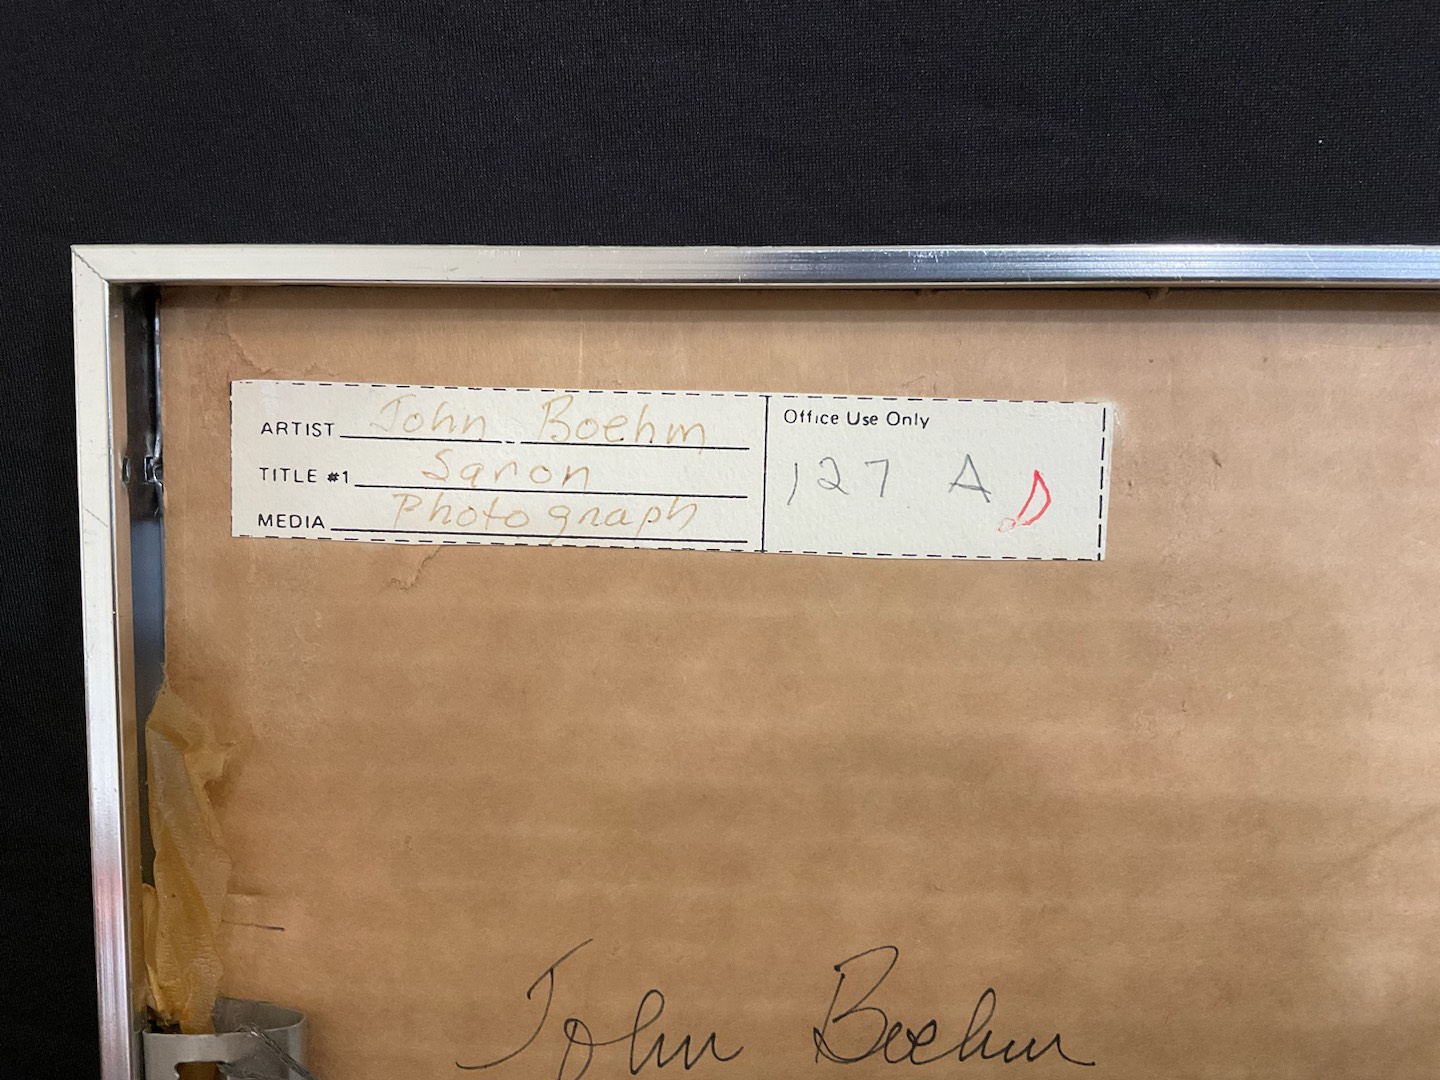 ARTIST John Boehm
TITLE #1 Saron
MEDIA Photograph
Office Use Only
127 A D
John Boehm